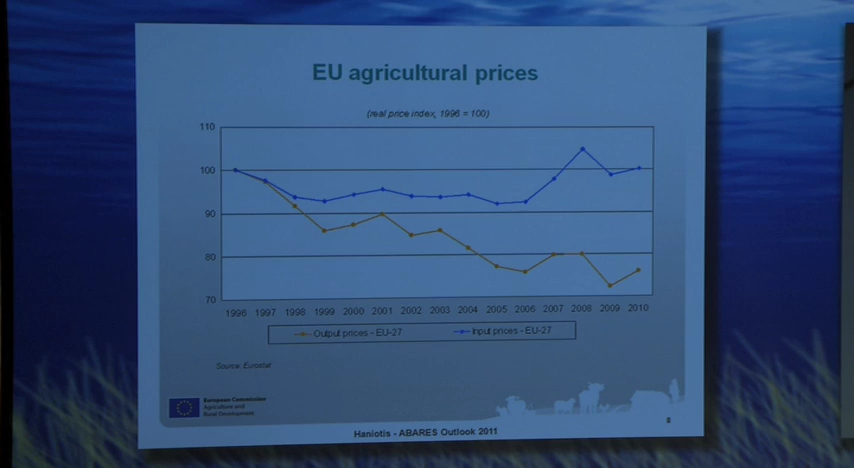 EU agricultural prices
(real price index, 1996 = 100)
110
100
90
80
70
1996 1997 1998 1999 2000 2001 2002 2003 2004 2005 2006 2007 2008 2009 2010
Output prices - EU-27 Input prices - EU-27
Source: Eurostat
European Commission
Agriculture and
Rural Development
Haniotis - ABARES Outlook 2011